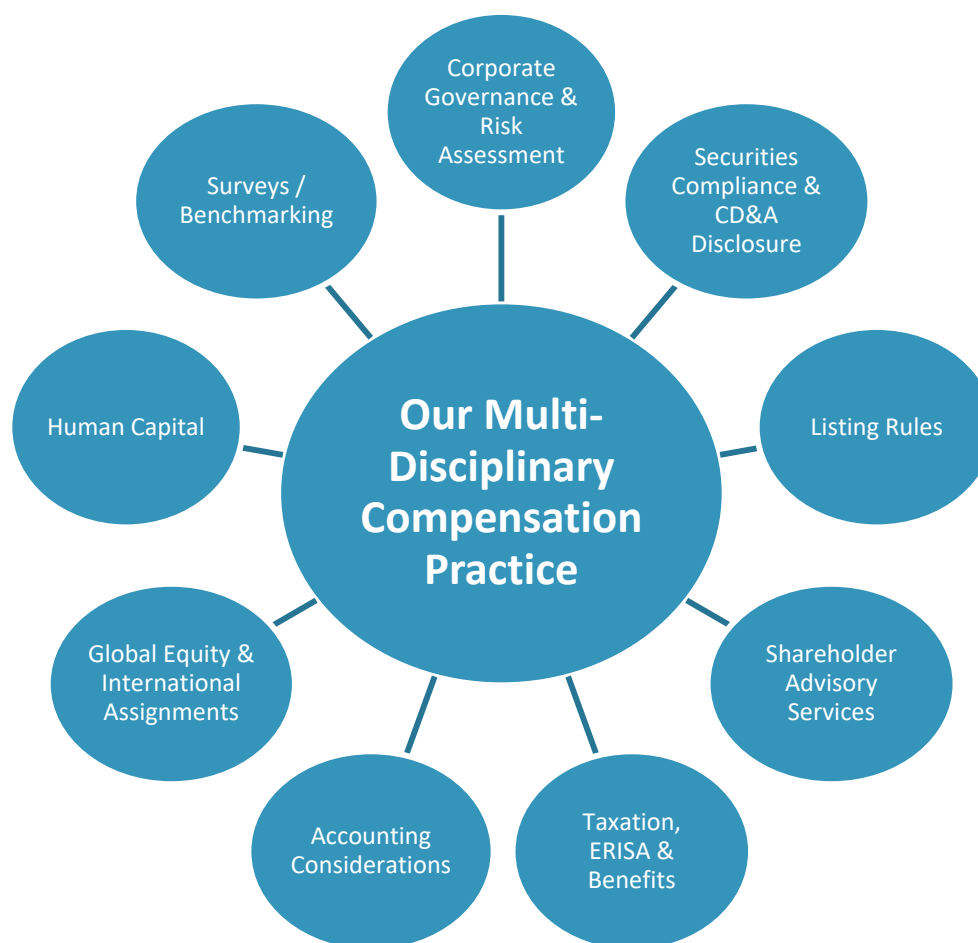 Corporate
Governance &
Risk
Assessment
Securities
Compliance &
CD&A
Disclosure
Listing Rules
Shareholder
Advisory
Services
Taxation,
ERISA &
Benefits
Accounting
Considerations
Global Equity &
International
Assignments
Human Capital
Surveys /
Benchmarking
Our Multi-
Disciplinary
Compensation
Practice